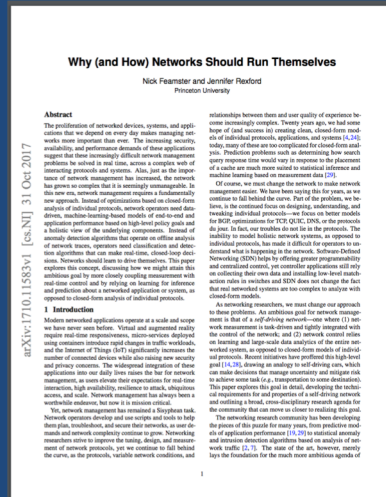 Why (and How) Networks Should Run Themselves
Nick Feamster and Jennifer Rexford
Princeton University
arXiv:1710.11583v1 [cs.NI] 31 Oct 2017
Abstract
The proliferation of networked devices, systems, and appli-
cations that we depend on every day makes managing net-
works more important than ever. The increasing security,
availability, and performance demands of these applications
suggest that these increasingly difficult network management
problems be solved in real time, across a complex web of
interacting protocols and systems. Alas, just as the impor-
tance of network management has increased, the network
has grown so complex that it is seemingly unmanageable. In
this new era, network management requires a fundamentally
new approach. Instead of optimizations based on closed-form
analysis of individual protocols, network operators need data-
driven, machine-learning-based models of end-to-end and
application performance based on high-level policy goals and
a holistic view of the underlying components. Instead of
anomaly detection algorithms that operate on offline analysis
of network traces, operators need classification and detec-
tion algorithms that can make real-time, closed-loop deci-
sions. Networks should learn to drive themselves. This paper
explores this concept, discussing how we might attain this
ambitious goal by more closely coupling measurement with
real-time control and by relying on learning for inference
and prediction about a networked application or system, as
opposed to closed-form analysis of individual protocols.
1 Introduction
Modern networked applications operate at a scale and scope
we have never seen before. Virtual and augmented reality
require real-time responsiveness, micro-services deployed
using containers introduce rapid changes in traffic workloads,
and the Internet of Things (IoT) significantly increases the
number of connected devices while also raising new security
and privacy concerns. The widespread integration of these
applications into our daily lives raises the bar for network
management, as users elevate their expectations for real-time
interaction, high availability, resilience to attack, ubiquitous
access, and scale. Network management has always been a
worthwhile endeavor, but now it is mission critical.
Yet, network management has remained a Sisyphean task.
Network operators develop and use scripts and tools to help
them plan, troubleshoot, and secure their networks, as user de-
mands and network complexity continue to grow. Networking
researchers strive to improve the tuning, design, and measure-
ment of network protocols, yet we continue to fall behind
the curve, as the protocols, variable network conditions, and
relationships between them and user quality of experience be-
come increasingly complex. Twenty years ago, we had some
hope of (and success in) creating clean, closed-form mod-
els of individual protocols, applications, and systems [4,24];
today, many of these are too complicated for closed-form anal-
ysis. Prediction problems such as determining how search
query response time would vary in response to the placement
of a cache are much more suited to statistical inference and
machine learning based on measurement data [29].
Of course, we must change the network to make network
management easier. We have been saying this for years, as we
continue to fall behind the curve. Part of the problem, we be-
lieve, is the continued focus on designing, understanding, and
tweaking individual protocols—we focus on better models
for BGP, optimizations for TCP, QUIC, DNS, or the protocols
du jour. In fact, our troubles do not lie in the protocols. The
inability to model holistic network systems, as opposed to
individual protocols, has made it difficult for operators to un-
derstand what is happening in the network. Software-Defined
Networking (SDN) helps by offering greater programmability
and centralized control, yet controller applications still rely
on collecting their own data and installing low-level match-
action rules in switches and SDN does not change the fact
that real networked systems are too complex to analyze with
closed-form models.
As networking researchers, we must change our approach
to these problems. An ambitious goal for network manage-
ment is that of a self-driving network—one where (1) net-
work measurement is task-driven and tightly integrated with
the control of the network; and (2) network control relies
on learning and large-scale data analytics of the entire net-
worked system, as opposed to closed-form models of individ-
ual protocols. Recent initiatives have proffered this high-level
goal [14,28], drawing an analogy to self-driving cars, which
can make decisions that manage uncertainty and mitigate risk
to achieve some task (e.g., transportation to some destination).
This paper explores this goal in detail, developing the techni-
cal requirements for and properties of a self-driving network
and outlining a broad, cross-disciplinary research agenda for
the community that can move us closer to realizing this goal.
The networking research community has been developing
the pieces of this puzzle for many years, from predictive mod-
els of application performance [19,29] to statistical anomaly
and intrusion detection algorithms based on analysis of net-
work traffic [2, 7]. The state of the art, however, merely
lays the foundation for the much more ambitious agenda of
1